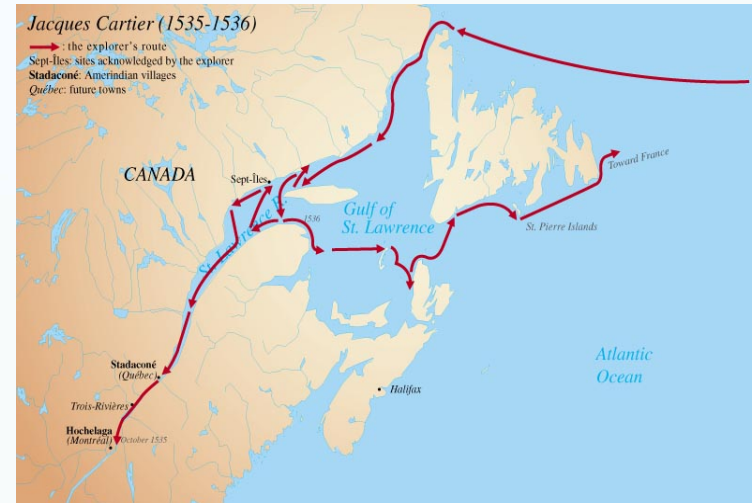 Jacques Cartier (1535-1536)
: the explorer's route
Sept-Îles: sites acknowledged by the explorer
Stadaconé: Amerindian villages
Québec: future towns
CANADA
Sept-Îles
St. Lawrence R.
1536
Gulf of
St. Lawrence
Toward France
St. Pierre Islands
Atlantic
Ocean
Halifax
Stadaconé
(Québec)
Trois-Rivières
Hochelaga
(Montréal)
October 1535